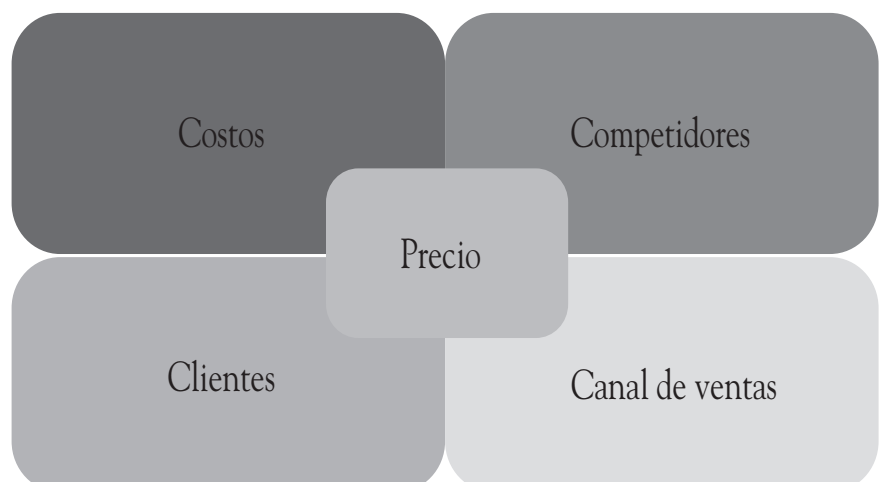 Costos
Competidores
Precio
Clientes
Canal de ventas